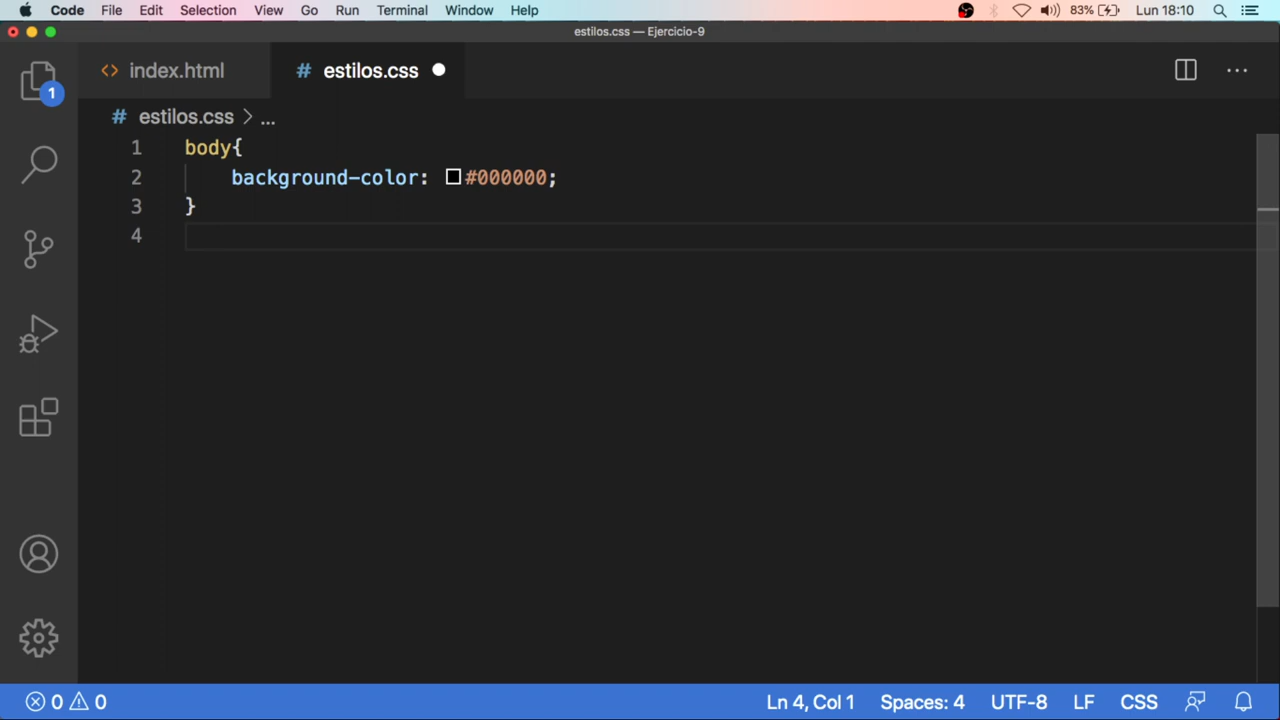 Code File Edit Selection View Go Run Terminal Window Help 83% Lun 18:10
estilos.css — Ejercicio-9
index.html estilos.css
1
estilos.css > ...
1 body{
2 background-color: #000000;
3 }
4
0 0 Ln 4, Col 1 Spaces: 4 UTF-8 LF CSS